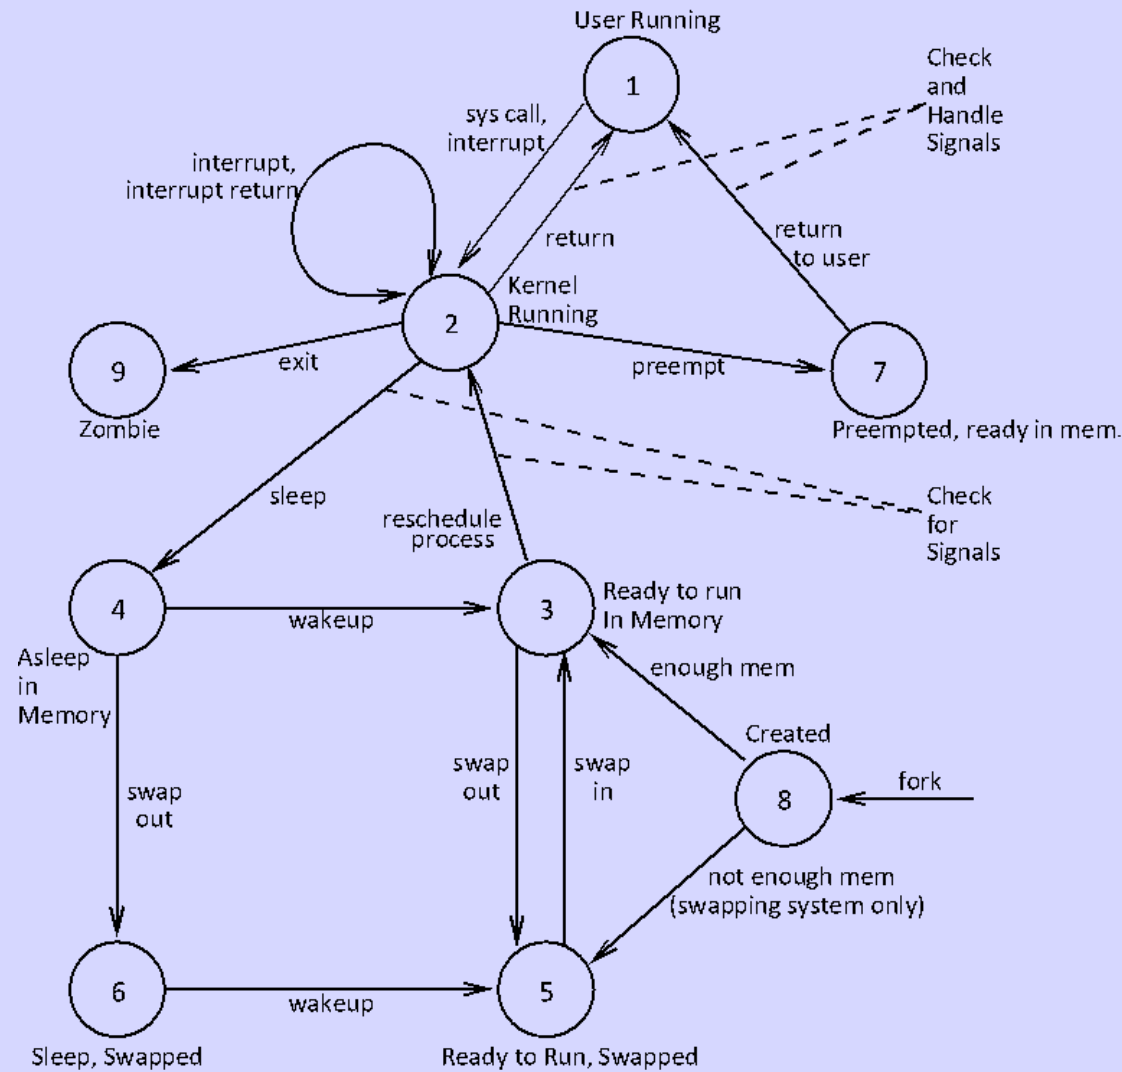 User Running
1
Check
and
Handle
Signals
sys call,
interrupt
interrupt,
interrupt return
return
return
to user
Kernel
Running
2
9
exit
preempt
7
Zombie
Preempted, ready in mem.
sleep
reschedule
process
Check
for
Signals
4
wakeup
3
Ready to run
In Memory
Asleep
in
Memory
enough mem
Created
swap
out
swap
out
swap
in
8
fork
not enough mem
(swapping system only)
6
wakeup
5
Sleep, Swapped
Ready to Run, Swapped